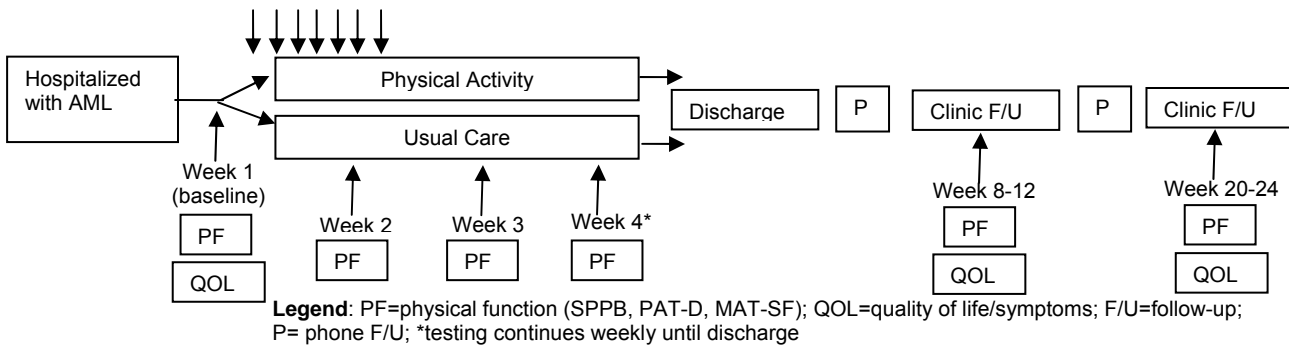 Hospitalized
with AML
Physical Activity
Usual Care
Discharge
P
Clinic F/U
P
Clinic F/U
Week 1
(baseline)
PF
QOL
Week 2
PF
Week 3
PF
Week 4*
PF
Week 8-12
PF
QOL
Week 20-24
PF
QOL
Legend: PF=physical function (SPPB, PAT-D, MAT-SF); QOL=quality of life/symptoms; F/U=follow-up;
P= phone F/U; *testing continues weekly until discharge